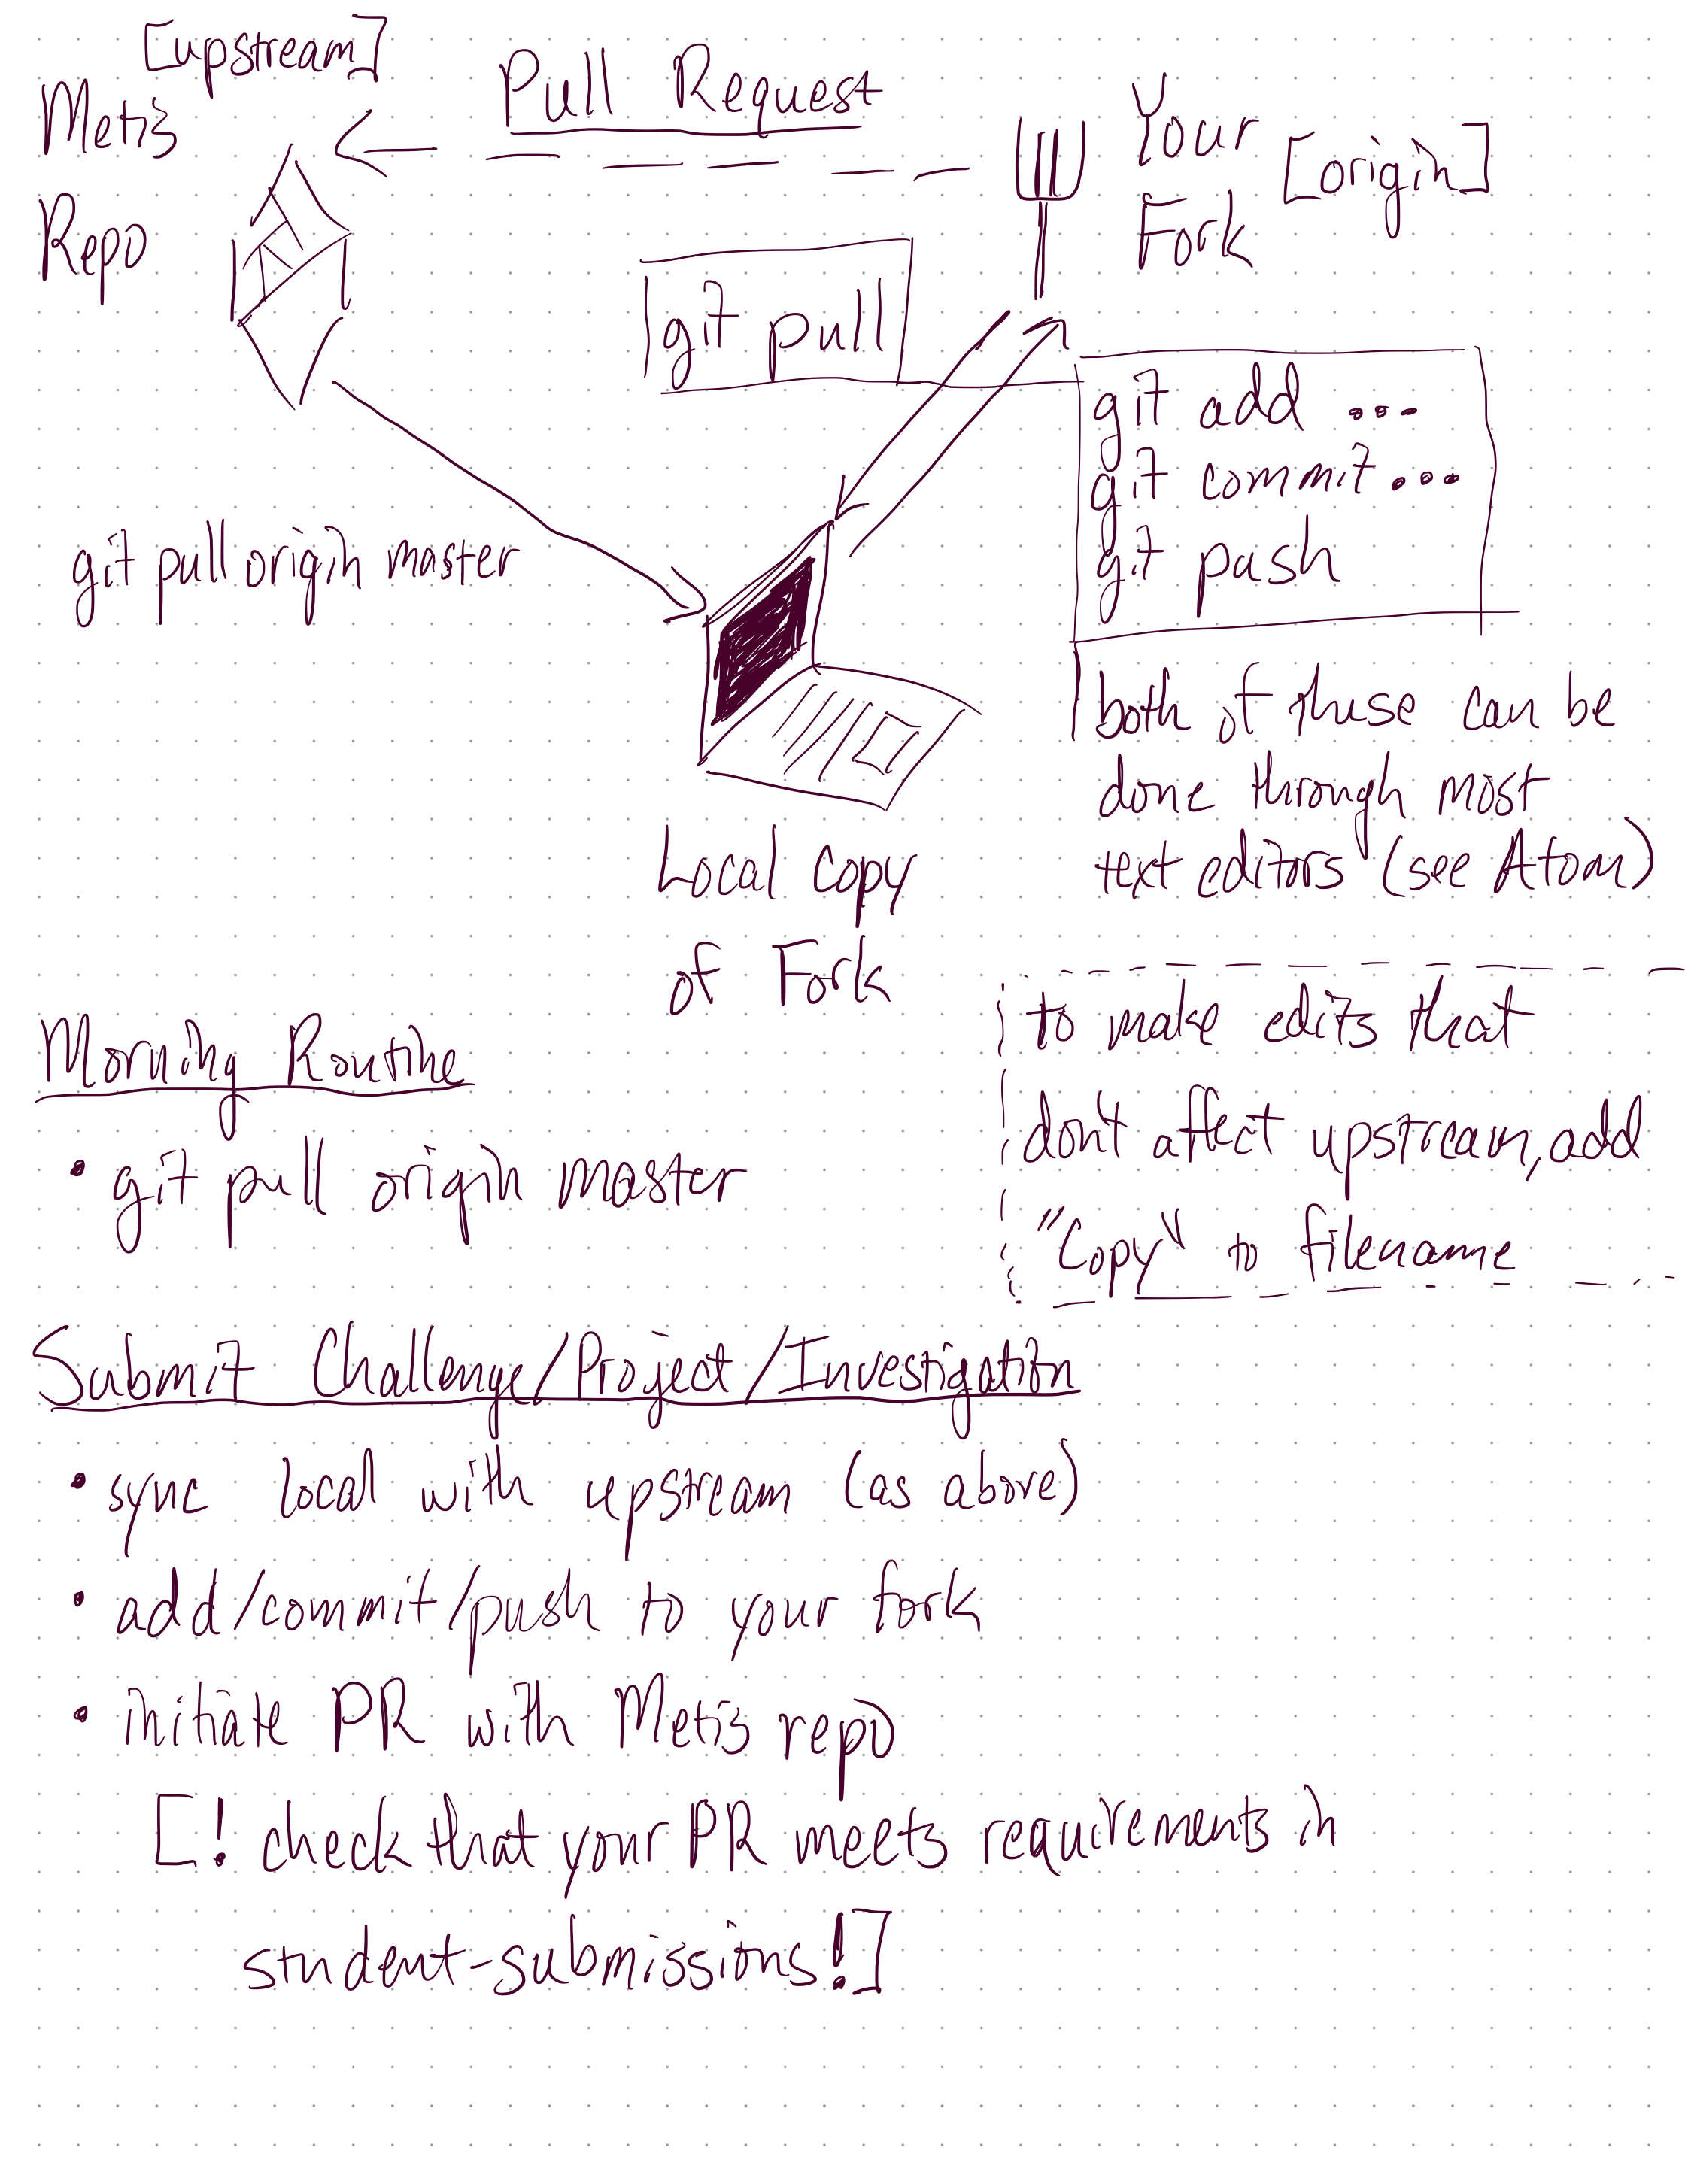 [upstream]
Metis
Repo
Pull Request
Your
Fork
[origin]
git pull
git add ...
git commit...
git push
git pull origin master
both of these can be
done through most
text editors (see Atom)
Local copy
of Fork
to make edits that
don't affect upstream, add
"Copy" to filename
Morning Routine
• git pull origin master
Submit Challenge/Project/Investigation
• sync local with upstream (as above)
• add/commit/push to your fork
• initiate PR with Metis repo
[! check that your PR meets requirements in
student-submissions!]